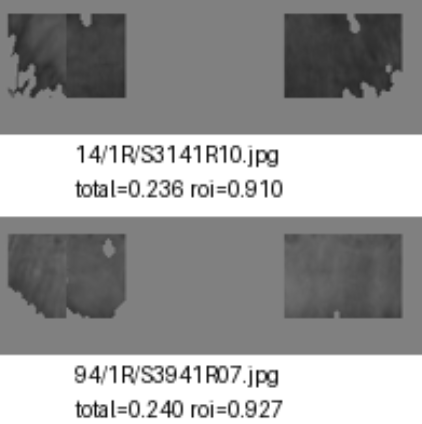 14/1R/S3141R10.jpg
total=0.236 roi=0.910
94/1R/S3941R07.jpg
total=0.240 roi=0.927